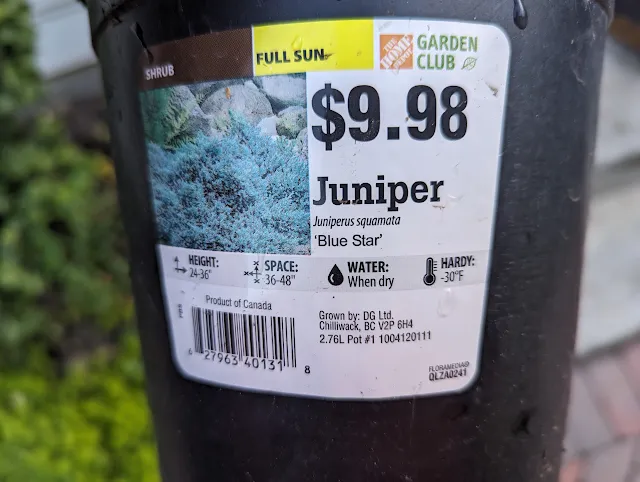 SHRUB
FULL SUN
THE HOME DEPOT
GARDEN CLUB
$9.98
Juniper
Juniperus squamata
'Blue Star'
HEIGHT:
24-36"
SPACE:
36-48"
WATER:
When dry
HARDY:
-30°F
Product of Canada
6 27963 40131 8
Grown by: DG Ltd.
Chilliwack, BC V2P 6H4
2.76L Pot #1 1004120111
FLORAMEDIA®
QLZA0241